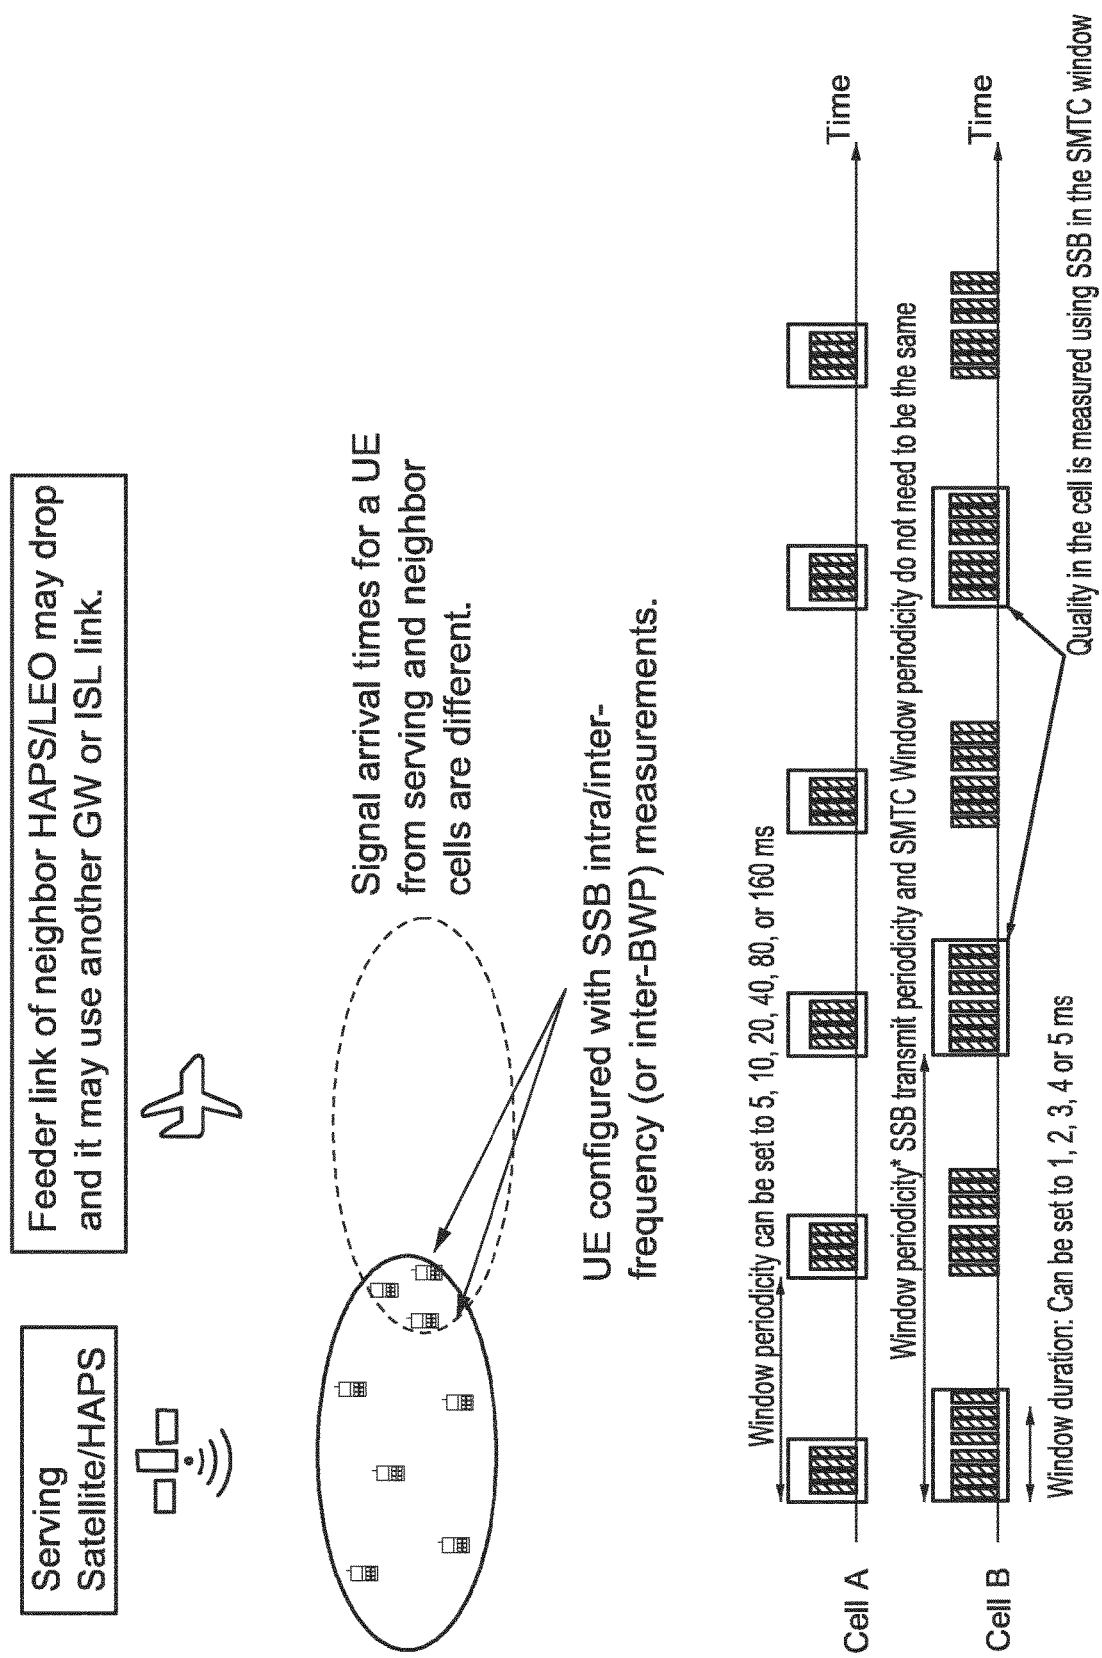 Serving
Satellite/HAPS
Feeder link of neighbor HAPS/LEO may drop
and it may use another GW or ISL link.
Signal arrival times for a UE
from serving and neighbor
cells are different.
UE configured with SSB intra/inter-
frequency (or inter-BWP) measurements.
Window periodicity can be set to 5, 10, 20, 40, 80, or 160 ms
Cell A
Time
Window periodicity* SSB transmit periodicity and SMTC Window periodicity do not need to be the same
Cell B
Time
Window duration: Can be set to 1, 2, 3, 4 or 5 ms
Quality in the cell is measured using SSB in the SMTC window